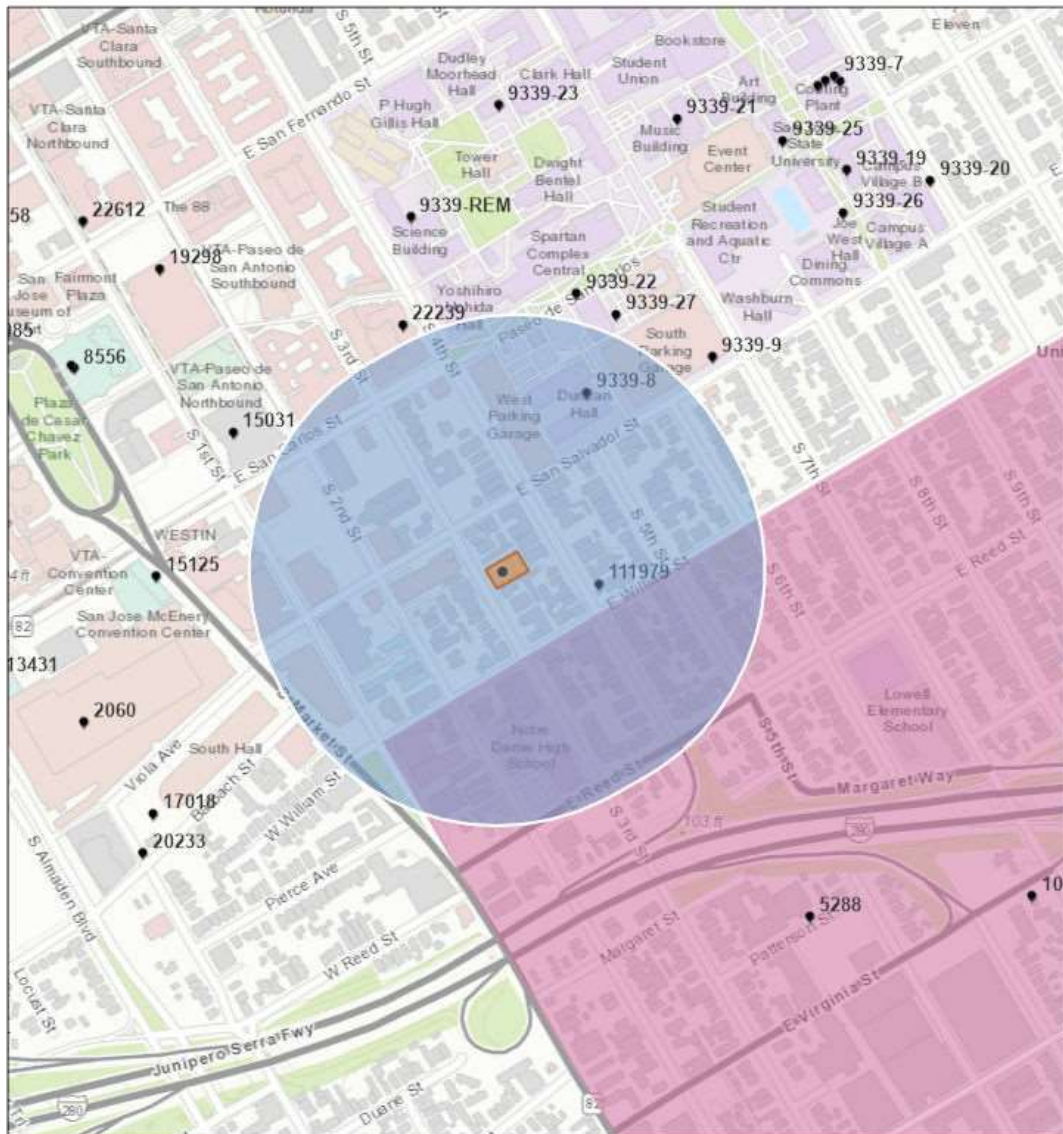 Rotunda
VTA-Santa
Clara
Southbound
S 5th St
Bookstore
Eleven
Dudley
Moorhead
Hall
Student
Union
9339-7
Clark Hall
Art
Building
Cooling
Plant
9339-23
P Hugh
Gillis Hall
E San Fernando St
9339-21
Music
Building
9339-25
State
University
VTA-Santa
Clara
Northbound
Event
Center
Tower
Hall
Dwight
Bentel
Hall
9339-19
Campus
Village B
9339-20
58
22612
The 88
9339-REM
Science
Building
9339-26
Joe
West
Hall
Campus
Village A
Student
Recreation
and Aquatic
Ctr
Spartan
Complex
Central
19298
VTA-Paseo de
San Antonio
Southbound
San
Jose
Museum of
Fairmont
Plaza
Dining
Commons
9339-22
Paseo de San Carlos
9339-27
Washburn
Hall
Yoshihiro
Uchida
Hall
22239
S 3rd St
S 4th St
985
8556
South
Parking
Garage
9339-9
VTA-Paseo de
San Antonio
Northbound
9339-8
Duncan
Hall
Plaza
de Cesar
Chavez
Park
West
Parking
Garage
15031
S 1st St
E San Carlos St
E San Salvador St
S 7th St
S 8th St
S 9th St
S 2nd St
S 5th St
WESTIN
VTA-
Convention
Center
15125
111979
E William St
S 6th St
E Reed St
82
San Jose McEnery
Convention Center
13431
2060
Lowell
Elementary
School
S Market St
Notre
Dame High
School
S 5th St
South Hall
Viola Ave
Balbach St
W William St
E Reed St
Margaret Way
17018
S 3rd St
103 ft
280
20233
S Almaden Blvd
Pierce Ave
10
5288
Margaret St
Patterson St
W Reed St
Locust St
E Virginia St
Junipero Serra Fwy
280
Duane St
82